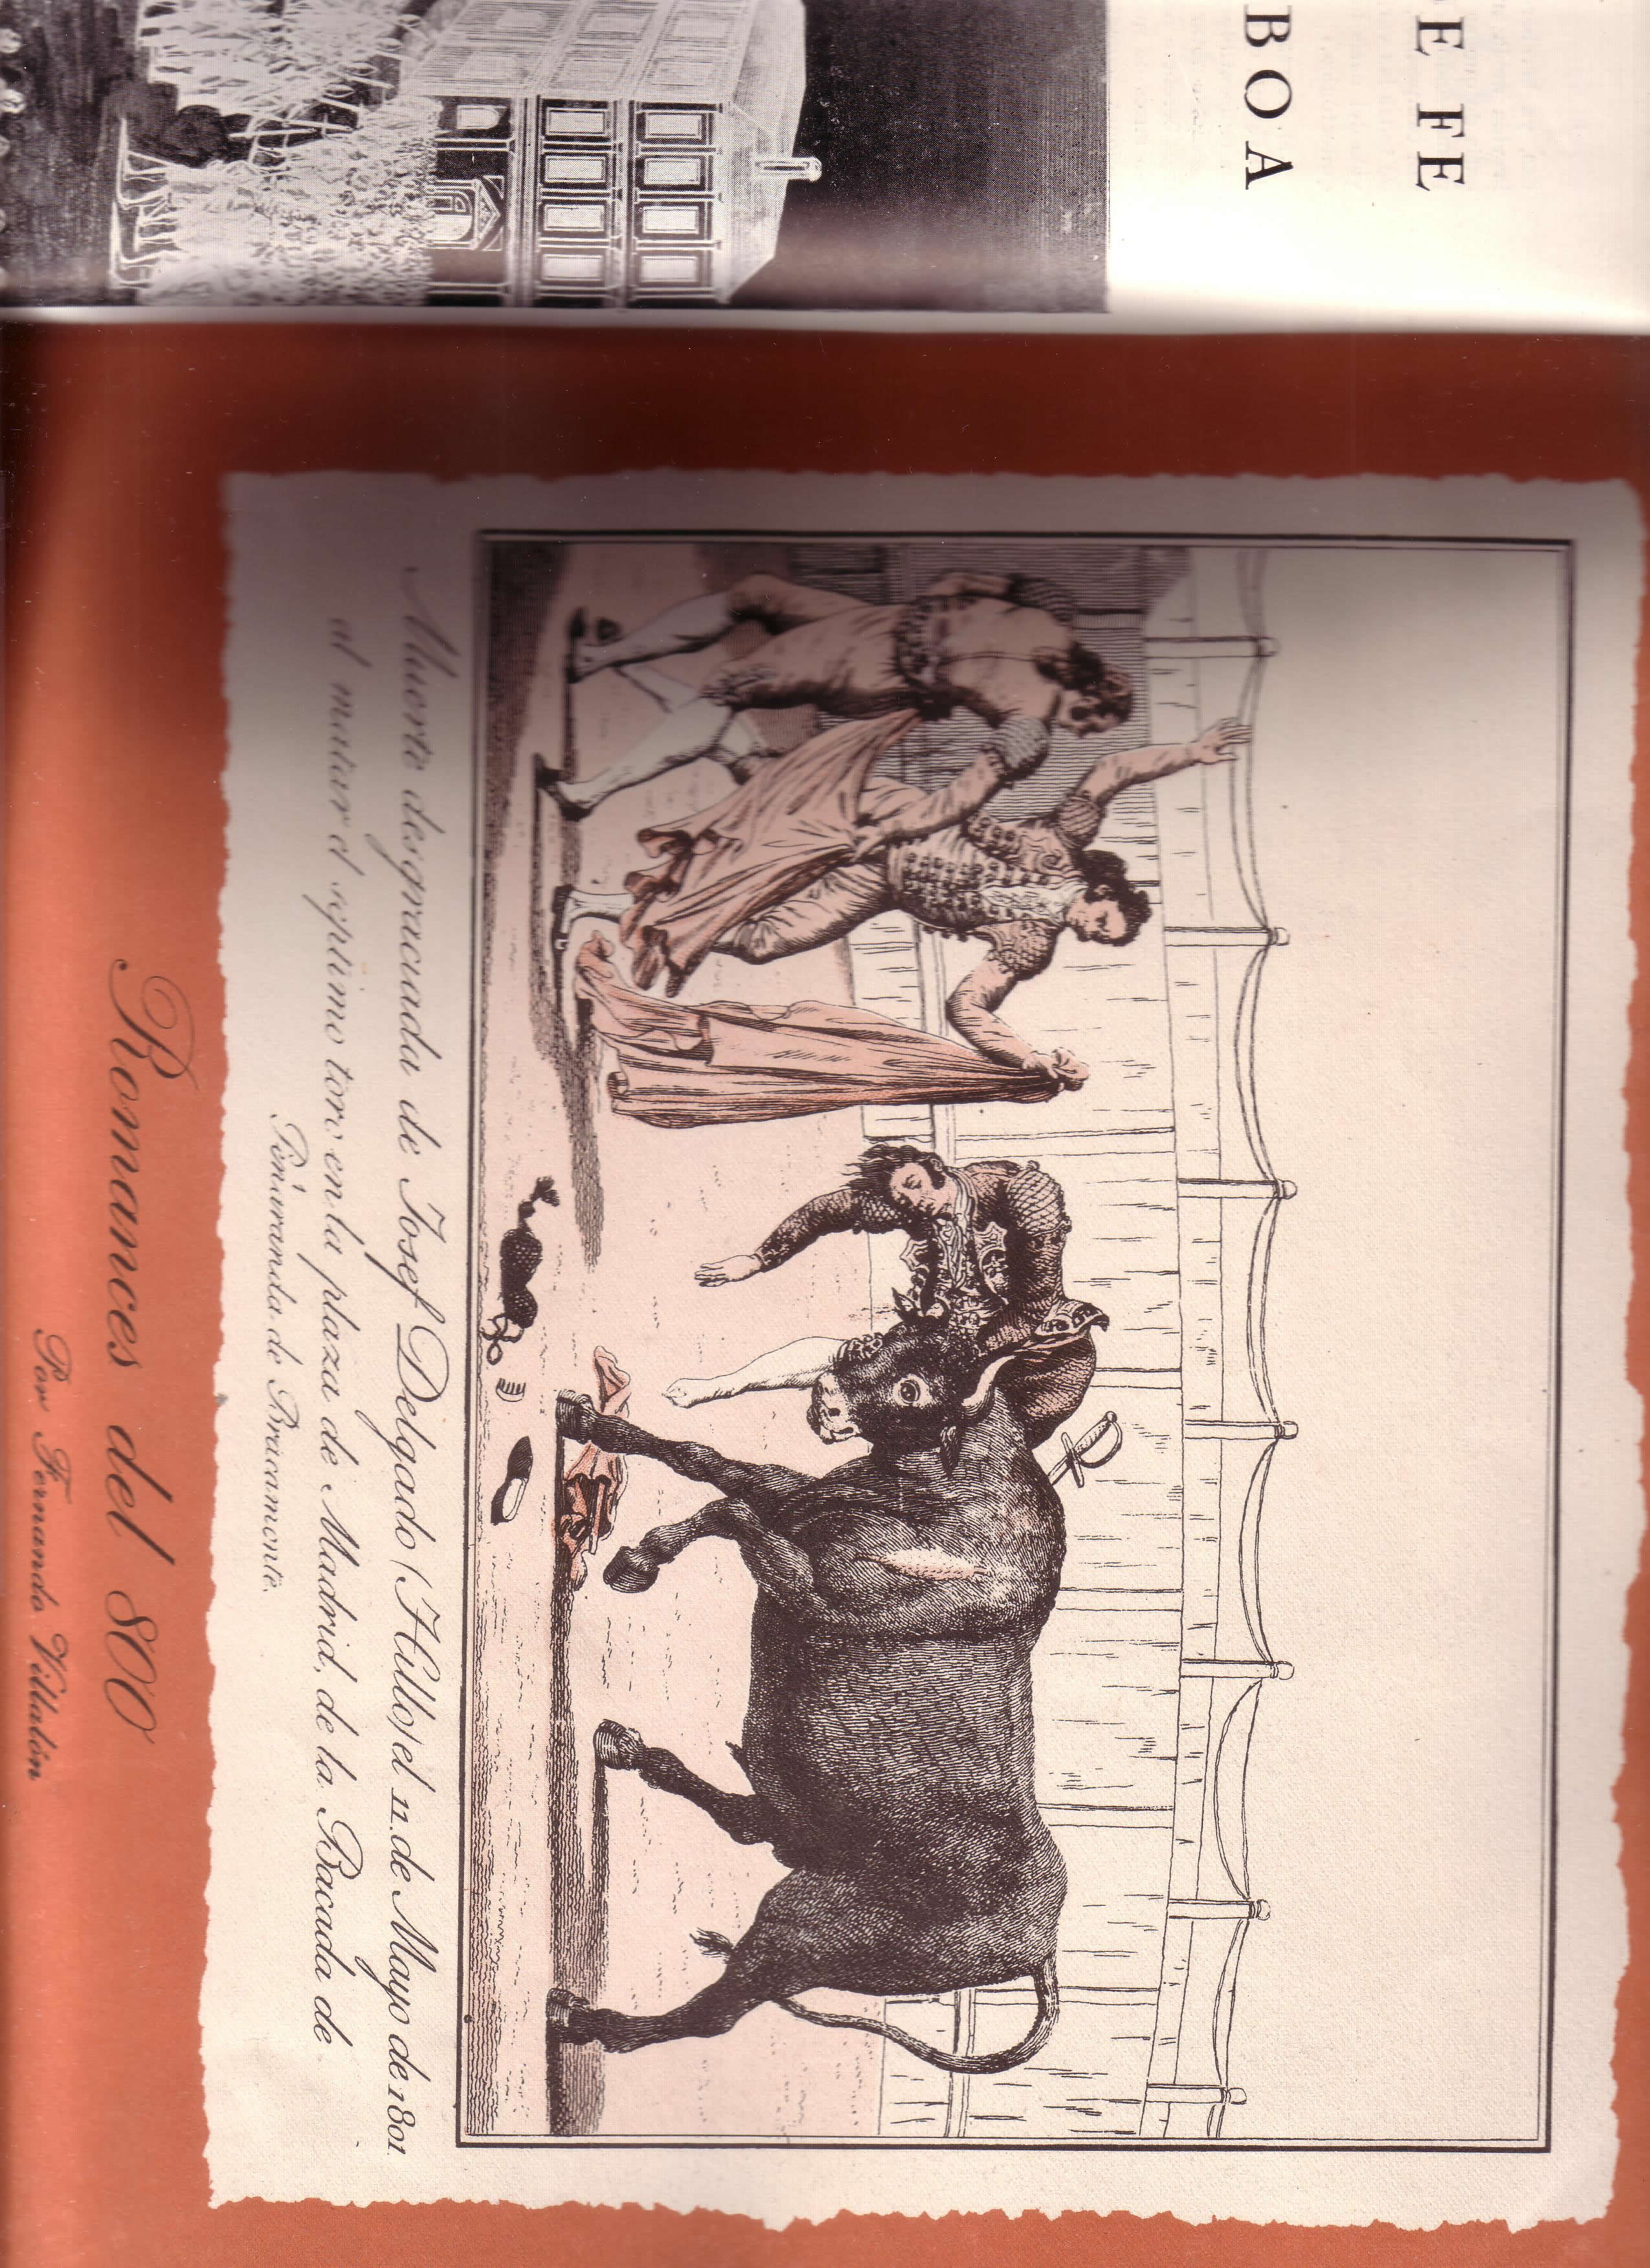 E FE
BOA
Muerte desgraciada de Josef Delgado (Hillo) el 11. de Mayo de 1801.
al matar el septimo toro en la plaza de Madrid, de la Bacada de
Peñaranda de Bracamonte.
Romances del 800
Por Fernando Villalón